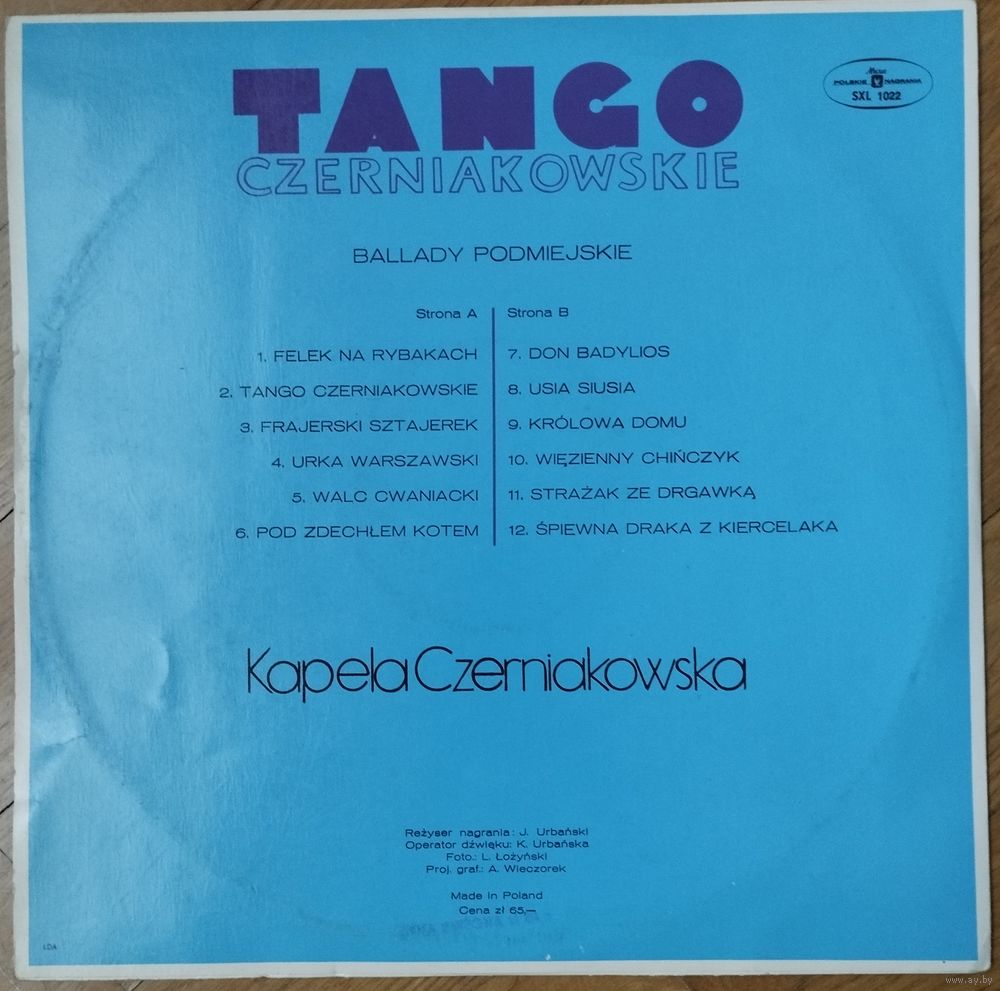 TANGO
CZERNIAKOWSKIE
Muza
POLSKIE NAGRANIA
SXL 1022
BALLADY PODMIEJSKIE
Strona A
1. FELEK NA RYBAKACH
2. TANGO CZERNIAKOWSKIE
3. FRAJERSKI SZTAJEREK
4. URKA WARSZAWSKI
5. WALC CWANIACKI
6. POD ZDECHŁEM KOTEM
Strona B
7. DON BADYLIOS
8. USIA SIUSIA
9. KRÓLOWA DOMU
10. WIĘZIENNY CHIŃCZYK
11. STRAŻAK ZE DRGAWKĄ
12. ŚPIEWNA DRAKA Z KIERCELAKA
Kapela Czerniakowska
Reżyser nagrania: J. Urbański
Operator dźwięku: K. Urbańska
Foto.: L. Łożyński
Proj. graf.: A. Wieczorek
Made in Poland
Cena zł 65,—
LDA
www.ay.by